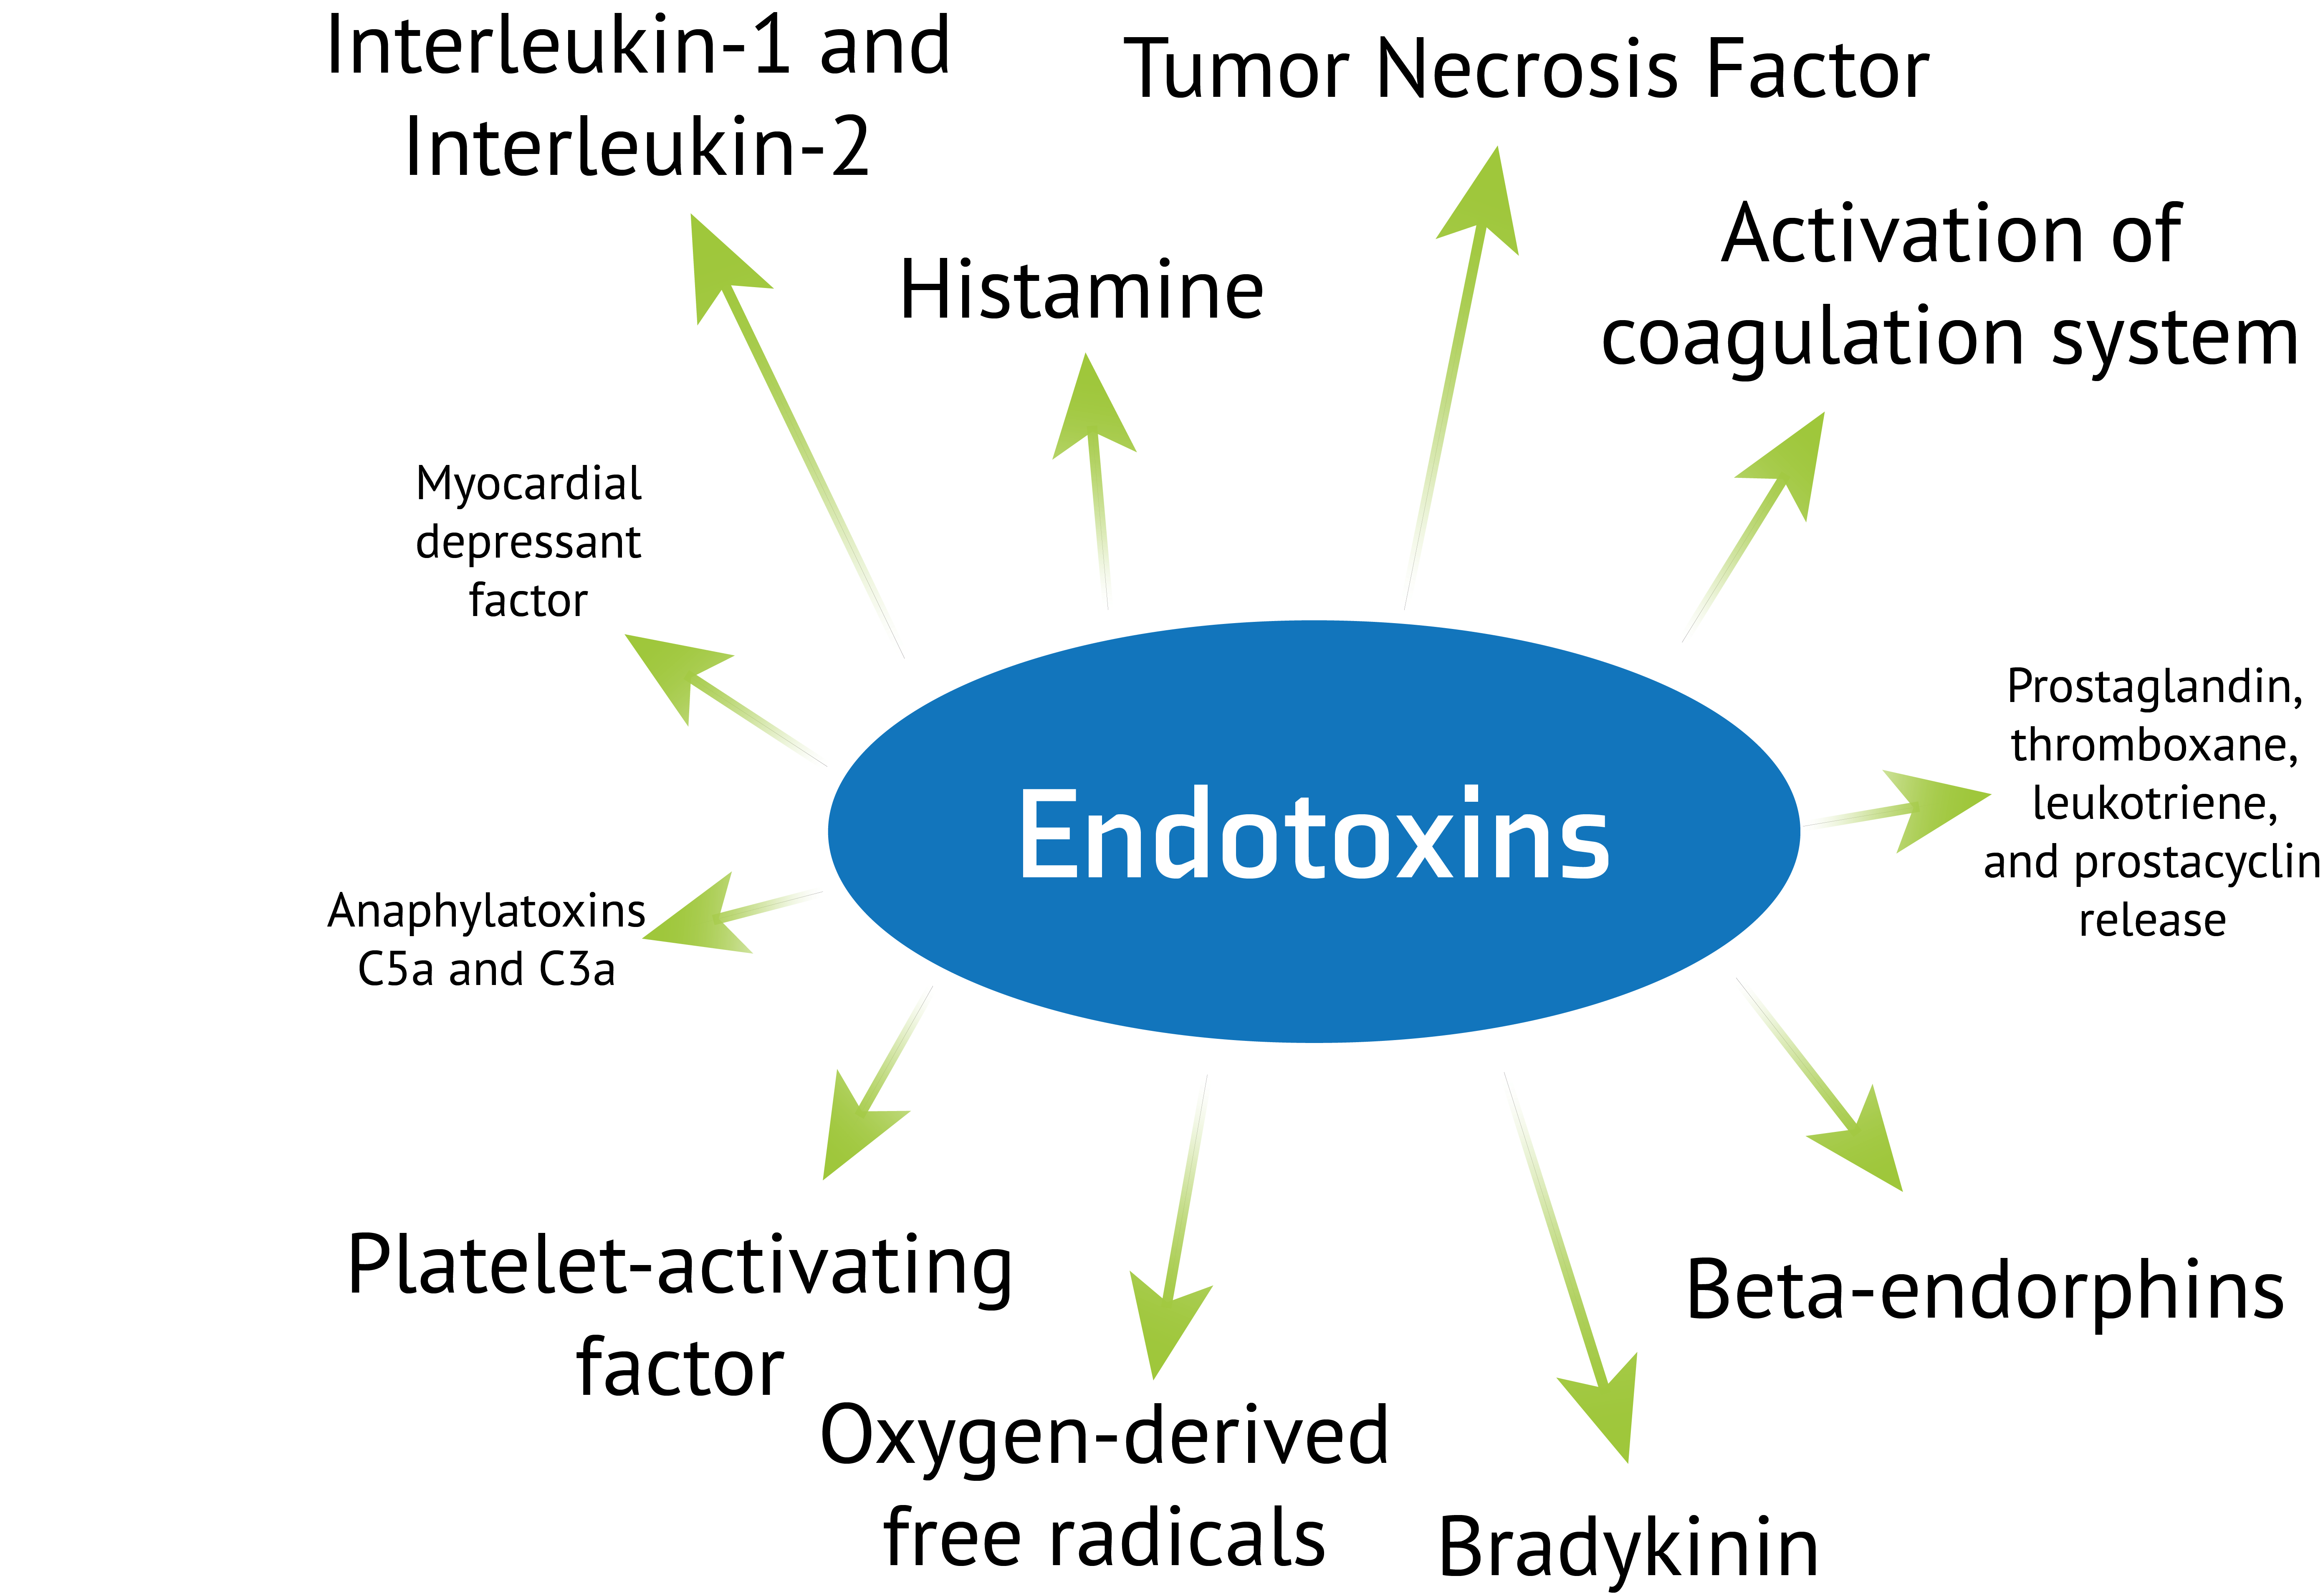 Interleukin-1 and
Interleukin-2
Tumor Necrosis Factor
Histamine
Activation of
coagulation system
Myocardial
depressant
factor
Prostaglandin,
thromboxane,
leukotriene,
and prostacyclin
release
Endotoxins
Anaphylatoxins
C5a and C3a
Platelet-activating
factor
Beta-endorphins
Oxygen-derived
free radicals
Bradykinin